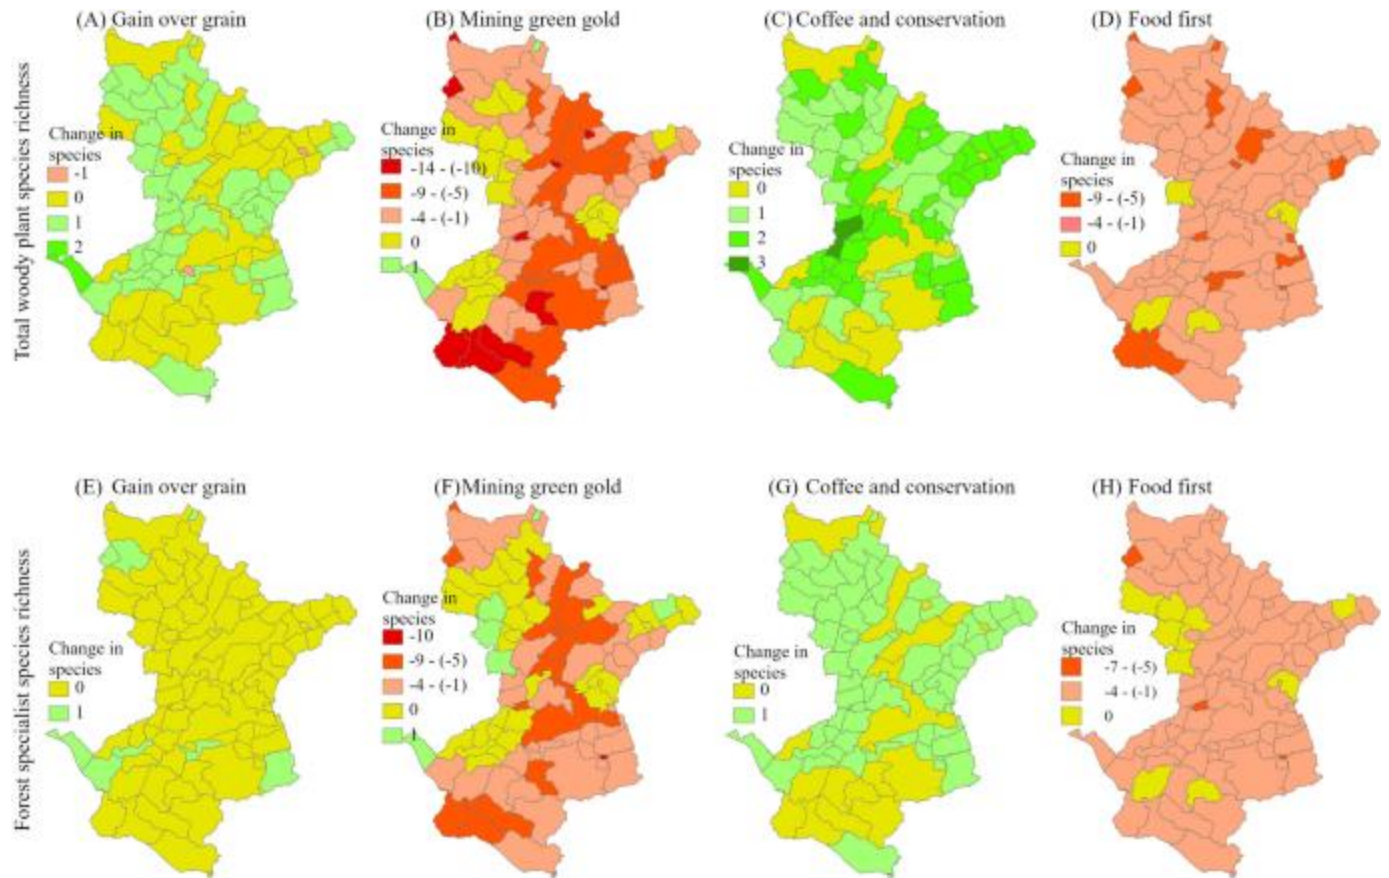 (A) Gain over grain
(B) Mining green gold
(C) Coffee and conservation
(D) Food first
Total woody plant species richness
Change in
species
-1
0
1
2
Change in
species
-14 - (-10)
-9 - (-5)
-4 - (-1)
0
1
Change in
species
0
1
2
3
Change in
species
-9 - (-5)
-4 - (-1)
0
(E) Gain over grain
(F)Mining green gold
(G) Coffee and conservation
(H) Food first
Forest specialist species richness
Change in
species
0
1
Change in
species
-10
-9 - (-5)
-4 - (-1)
0
1
Change in
species
0
1
Change in
species
-7 - (-5)
-4 - (-1)
0